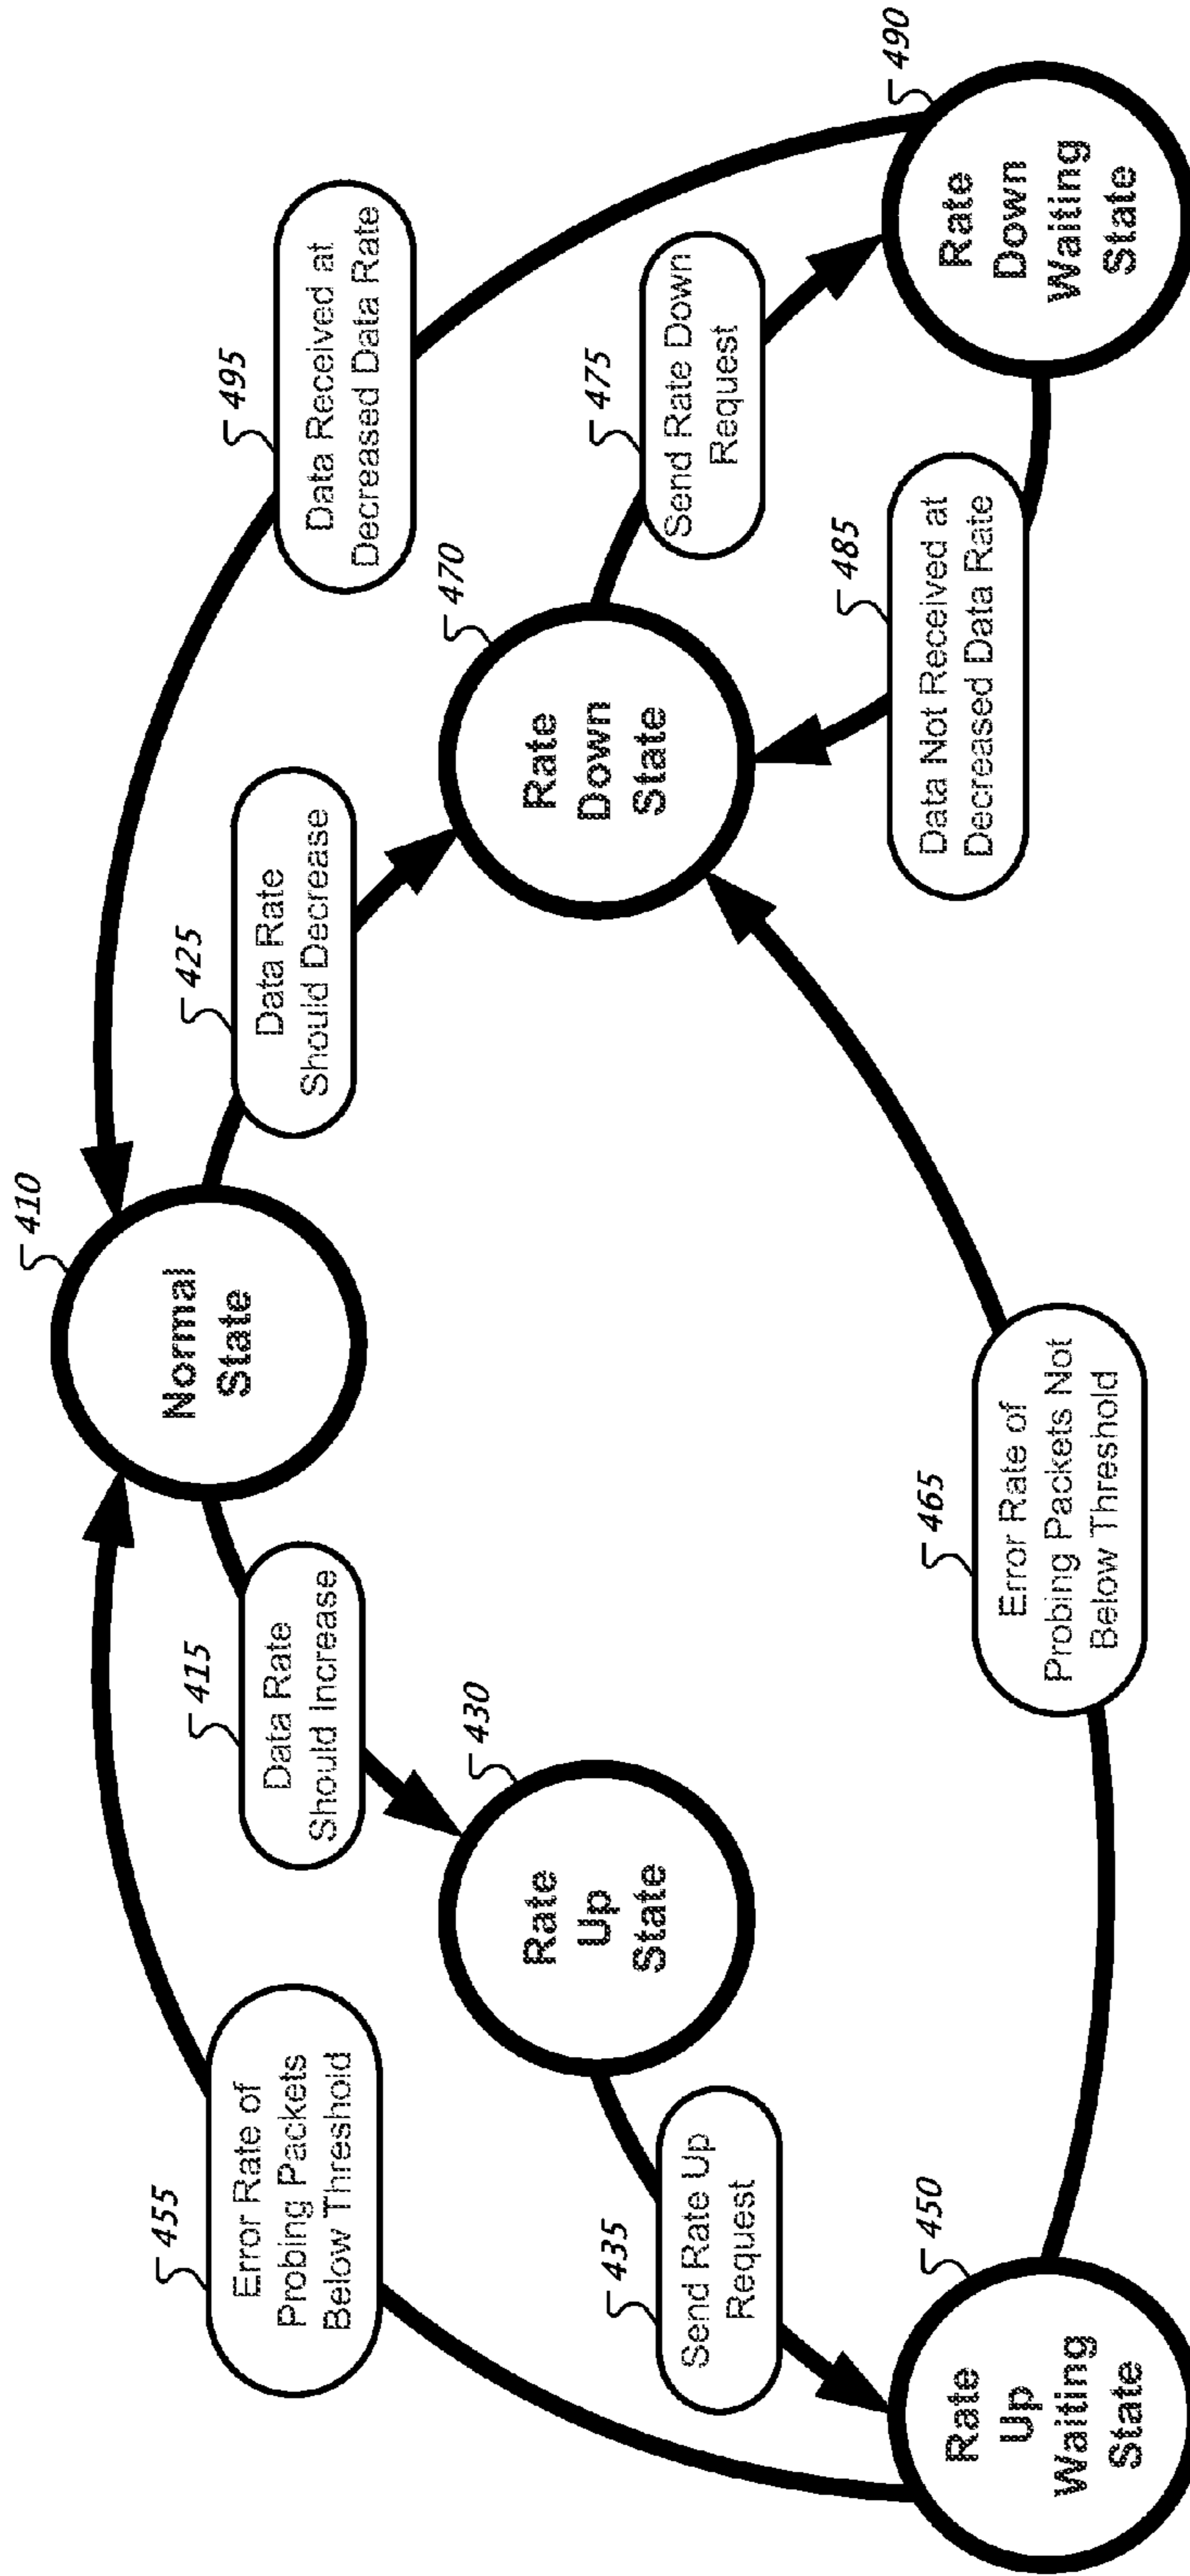 410
Normal
State
455
Error Rate of
Probing Packets
Below Threshold
415
Data Rate
Should Increase
425
Data Rate
Should Decrease
495
Data Received at
Decreased Data Rate
430
Rate
Up
State
470
Rate
Down
State
435
Send Rate Up
Request
475
Send Rate Down
Request
450
Rate
Up
Waiting
State
465
Error Rate of
Probing Packets Not
Below Threshold
485
Data Not Received at
Decreased Data Rate
490
Rate
Down
Waiting
State